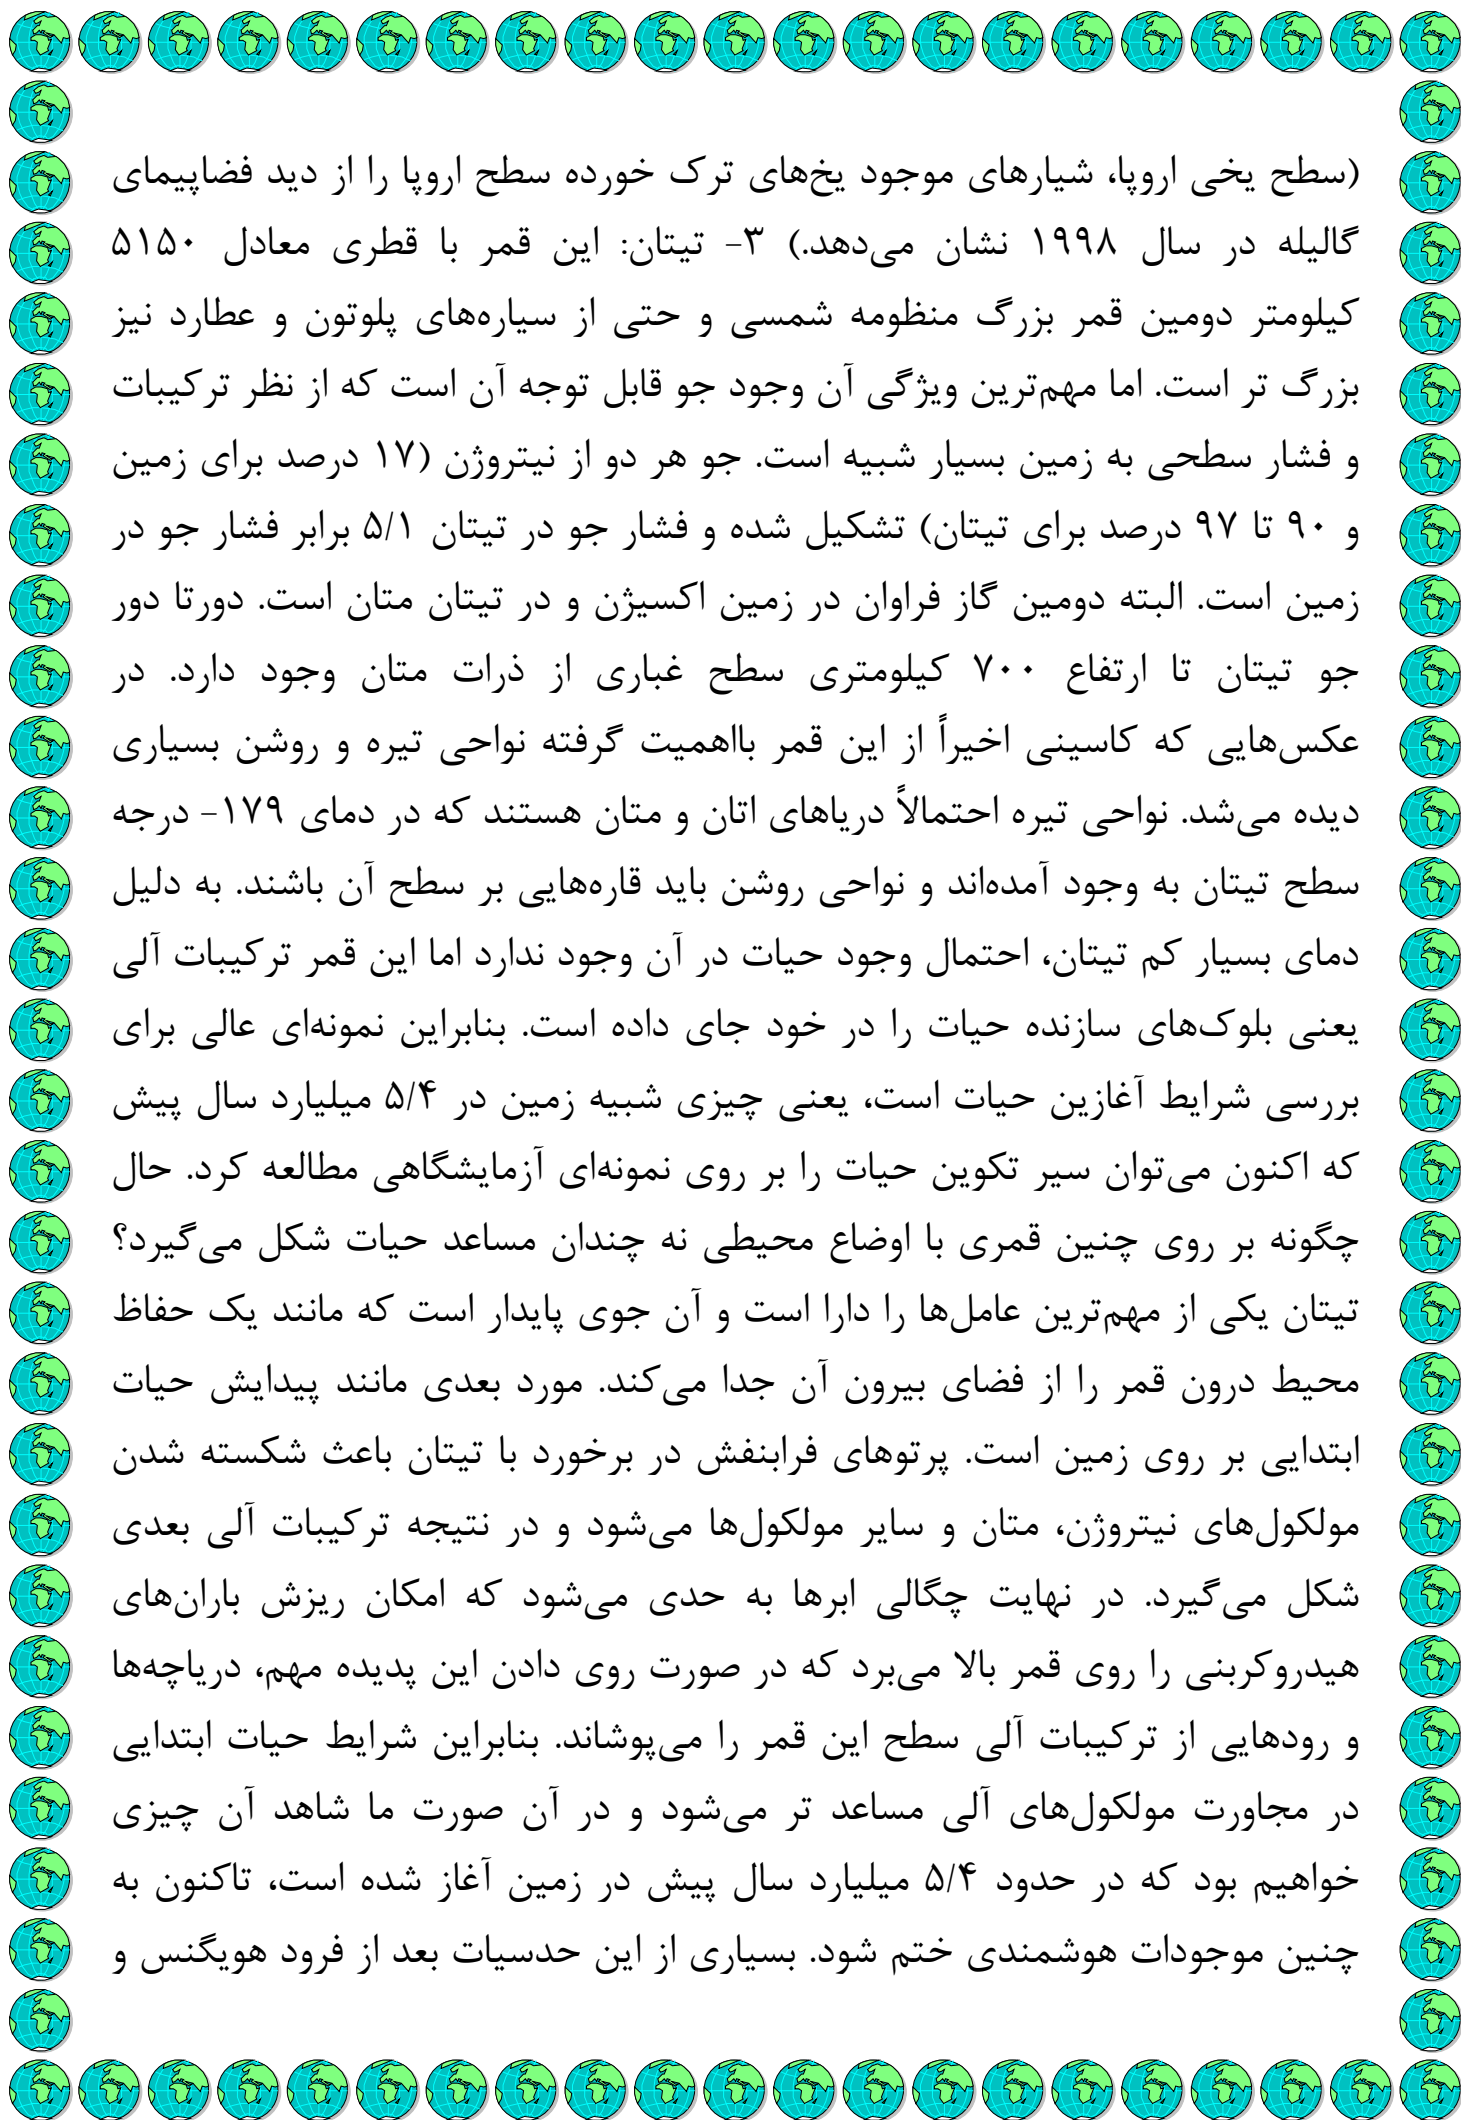 (سطح یخی اروپا، شیارهای موجود یخ‌های ترک خورده سطح اروپا را از دید فضاپیمای
گالیله در سال ۱۹۹۸ نشان می‌دهد.) ۳- تیتان: این قمر با قطری معادل ۵۱۵۰
کیلومتر دومین قمر بزرگ منظومه شمسی و حتی از سیاره‌های پلوتون و عطارد نیز
بزرگ تر است. اما مهم‌ترین ویژگی آن وجود جو قابل توجه آن است که از نظر ترکیبات
و فشار سطحی به زمین بسیار شبیه است. جو هر دو از نیتروژن (۱۷ درصد برای زمین
و ۹۰ تا ۹۷ درصد برای تیتان) تشکیل شده و فشار جو در تیتان ۵/۱ برابر فشار جو در
زمین است. البته دومین گاز فراوان در زمین اکسیژن و در تیتان متان است. دورتا دور
جو تیتان تا ارتفاع ۷۰۰ کیلومتری سطح غباری از ذرات متان وجود دارد. در
عکس‌هایی که کاسینی اخیراً از این قمر بااهمیت گرفته نواحی تیره و روشن بسیاری
دیده می‌شد. نواحی تیره احتمالاً دریاهای اتان و متان هستند که در دمای ۱۷۹- درجه
سطح تیتان به وجود آمده‌اند و نواحی روشن باید قاره‌هایی بر سطح آن باشند. به دلیل
دمای بسیار کم تیتان، احتمال وجود حیات در آن وجود ندارد اما این قمر ترکیبات آلی
یعنی بلوک‌های سازنده حیات را در خود جای داده است. بنابراین نمونه‌ای عالی برای
بررسی شرایط آغازین حیات است، یعنی چیزی شبیه زمین در ۵/۴ میلیارد سال پیش
که اکنون می‌توان سیر تکوین حیات را بر روی نمونه‌ای آزمایشگاهی مطالعه کرد. حال
چگونه بر روی چنین قمری با اوضاع محیطی نه چندان مساعد حیات شکل می‌گیرد؟
تیتان یکی از مهم‌ترین عامل‌ها را دارا است و آن جوی پایدار است که مانند یک حفاظ
محیط درون قمر را از فضای بیرون آن جدا می‌کند. مورد بعدی مانند پیدایش حیات
ابتدایی بر روی زمین است. پرتوهای فرابنفش در برخورد با تیتان باعث شکسته شدن
مولکول‌های نیتروژن، متان و سایر مولکول‌ها می‌شود و در نتیجه ترکیبات آلی بعدی
شکل می‌گیرد. در نهایت چگالی ابرها به حدی می‌شود که امکان ریزش باران‌های
هیدروکربنی را روی قمر بالا می‌برد که در صورت روی دادن این پدیده مهم، دریاچه‌ها
و رودهایی از ترکیبات آلی سطح این قمر را می‌پوشاند. بنابراین شرایط حیات ابتدایی
در مجاورت مولکول‌های آلی مساعد تر می‌شود و در آن صورت ما شاهد آن چیزی
خواهیم بود که در حدود ۵/۴ میلیارد سال پیش در زمین آغاز شده است، تاکنون به
چنین موجودات هوشمندی ختم شود. بسیاری از این حدسیات بعد از فرود هویگنس و